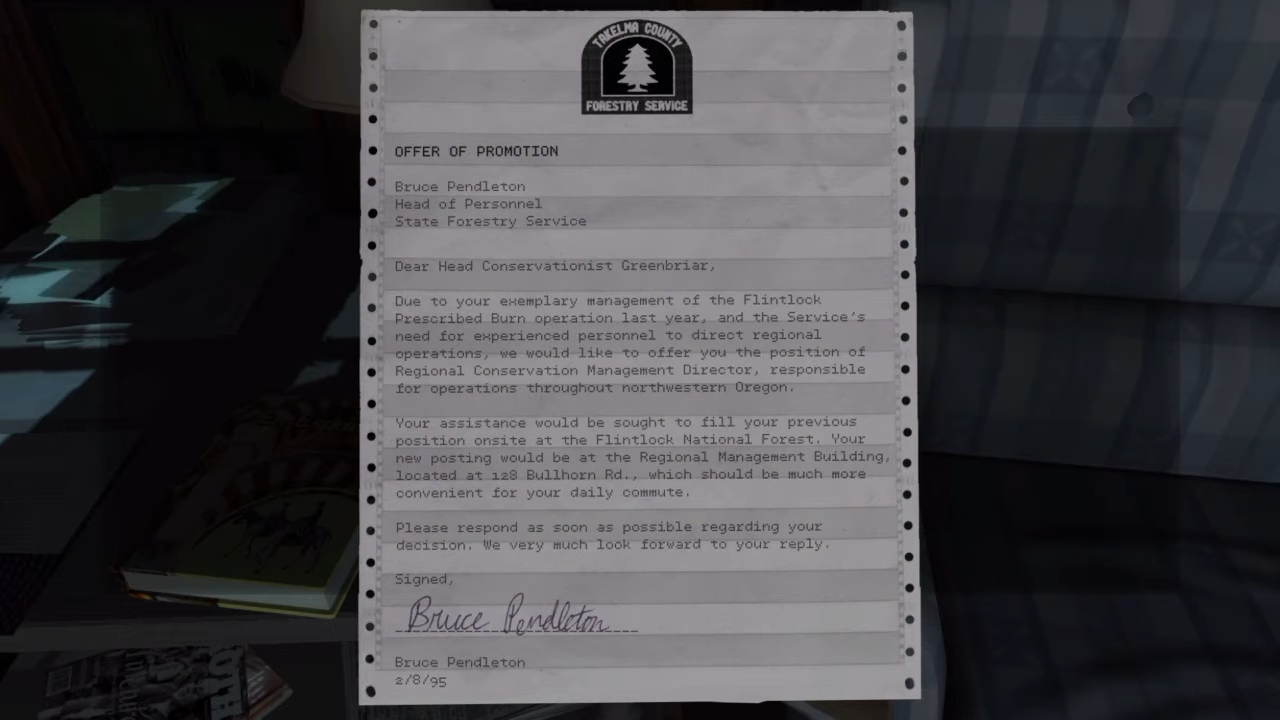 TAKELMA COUNTY
FORESTRY SERVICE
OFFER OF PROMOTION
Bruce Pendleton
Head of Personnel
State Forestry Service
Dear Head Conservationist Greenbriar,
Due to your exemplary management of the Flintlock
Prescribed Burn operation last year, and the Service's
need for experienced personnel to direct regional
operations, we would like to offer you the position of
Regional Conservation Management Director, responsible
for operations throughout northwestern Oregon.
Your assistance would be sought to fill your previous
position onsite at the Flintlock National Forest. Your
new posting would be at the Regional Management Building,
located at 128 Bullhorn Rd., which should be much more
convenient for your daily commute.
Please respond as soon as possible regarding your
decision. We very much look forward to your reply.
Signed,
Bruce Pendleton
Bruce Pendleton
2/8/95